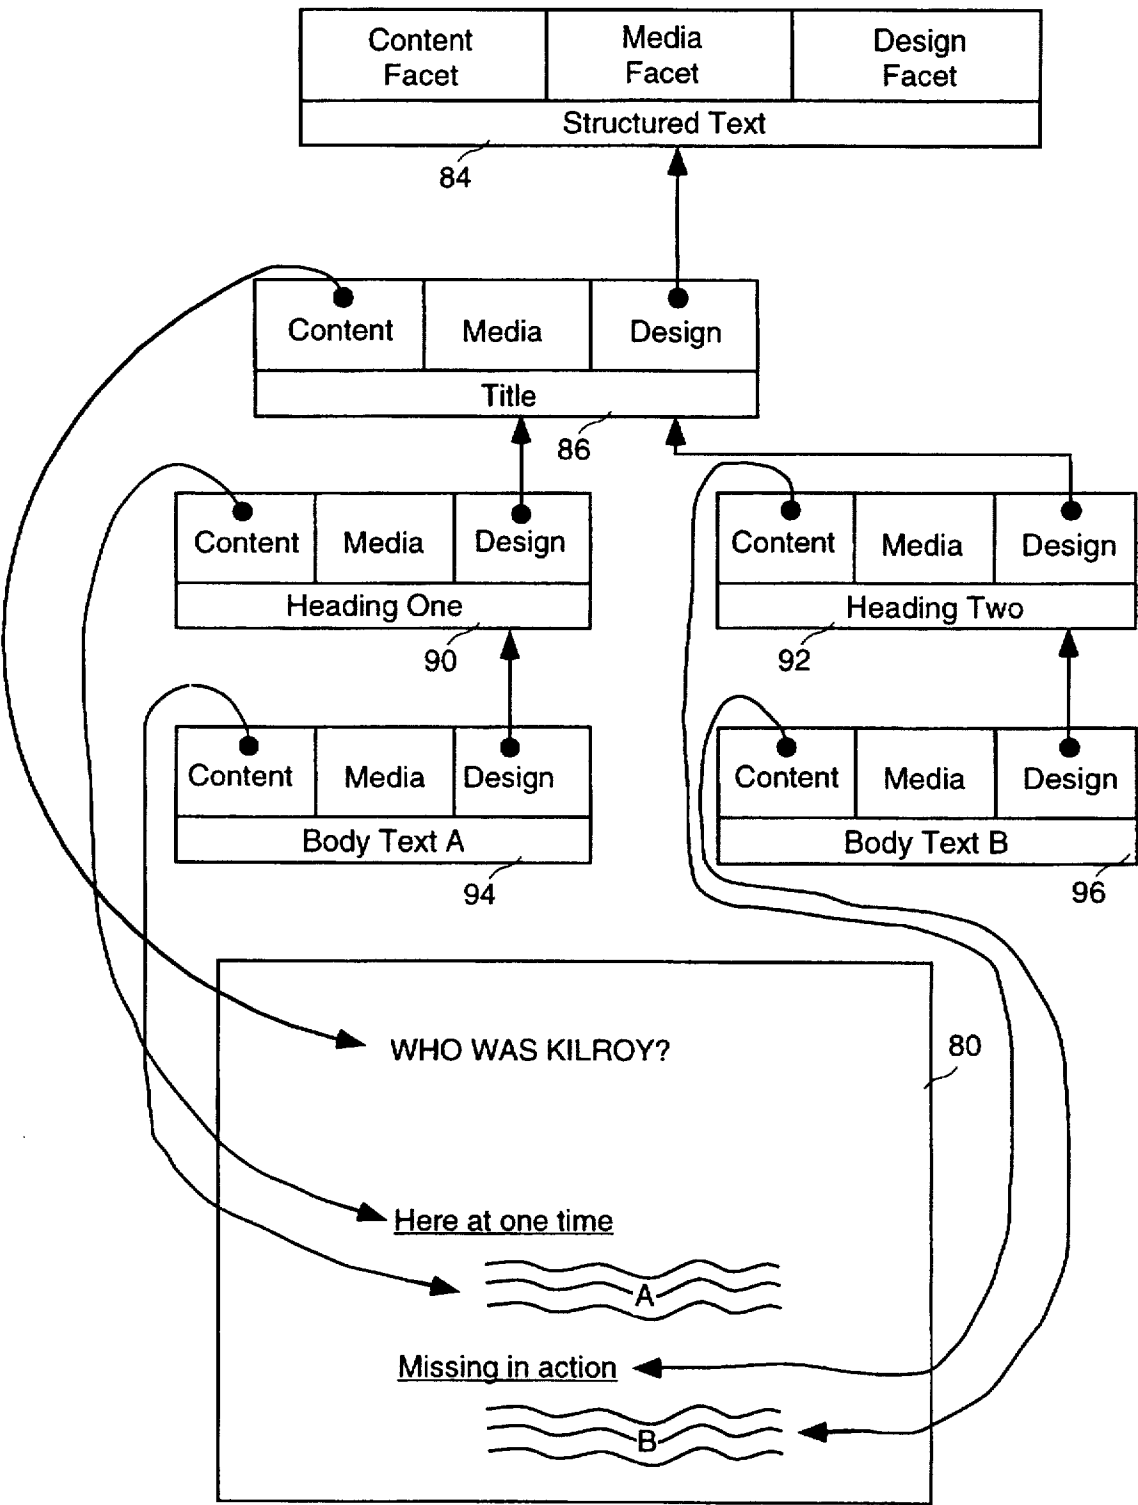 Content Facet
Media Facet
Design Facet
Structured Text
84
Content
Media
Design
Title
86
Content
Media
Design
Heading One
90
Content
Media
Design
Heading Two
92
Content
Media
Design
Body Text A
94
Content
Media
Design
Body Text B
96
WHO WAS KILROY?
80
Here at one time
A
Missing in action
B